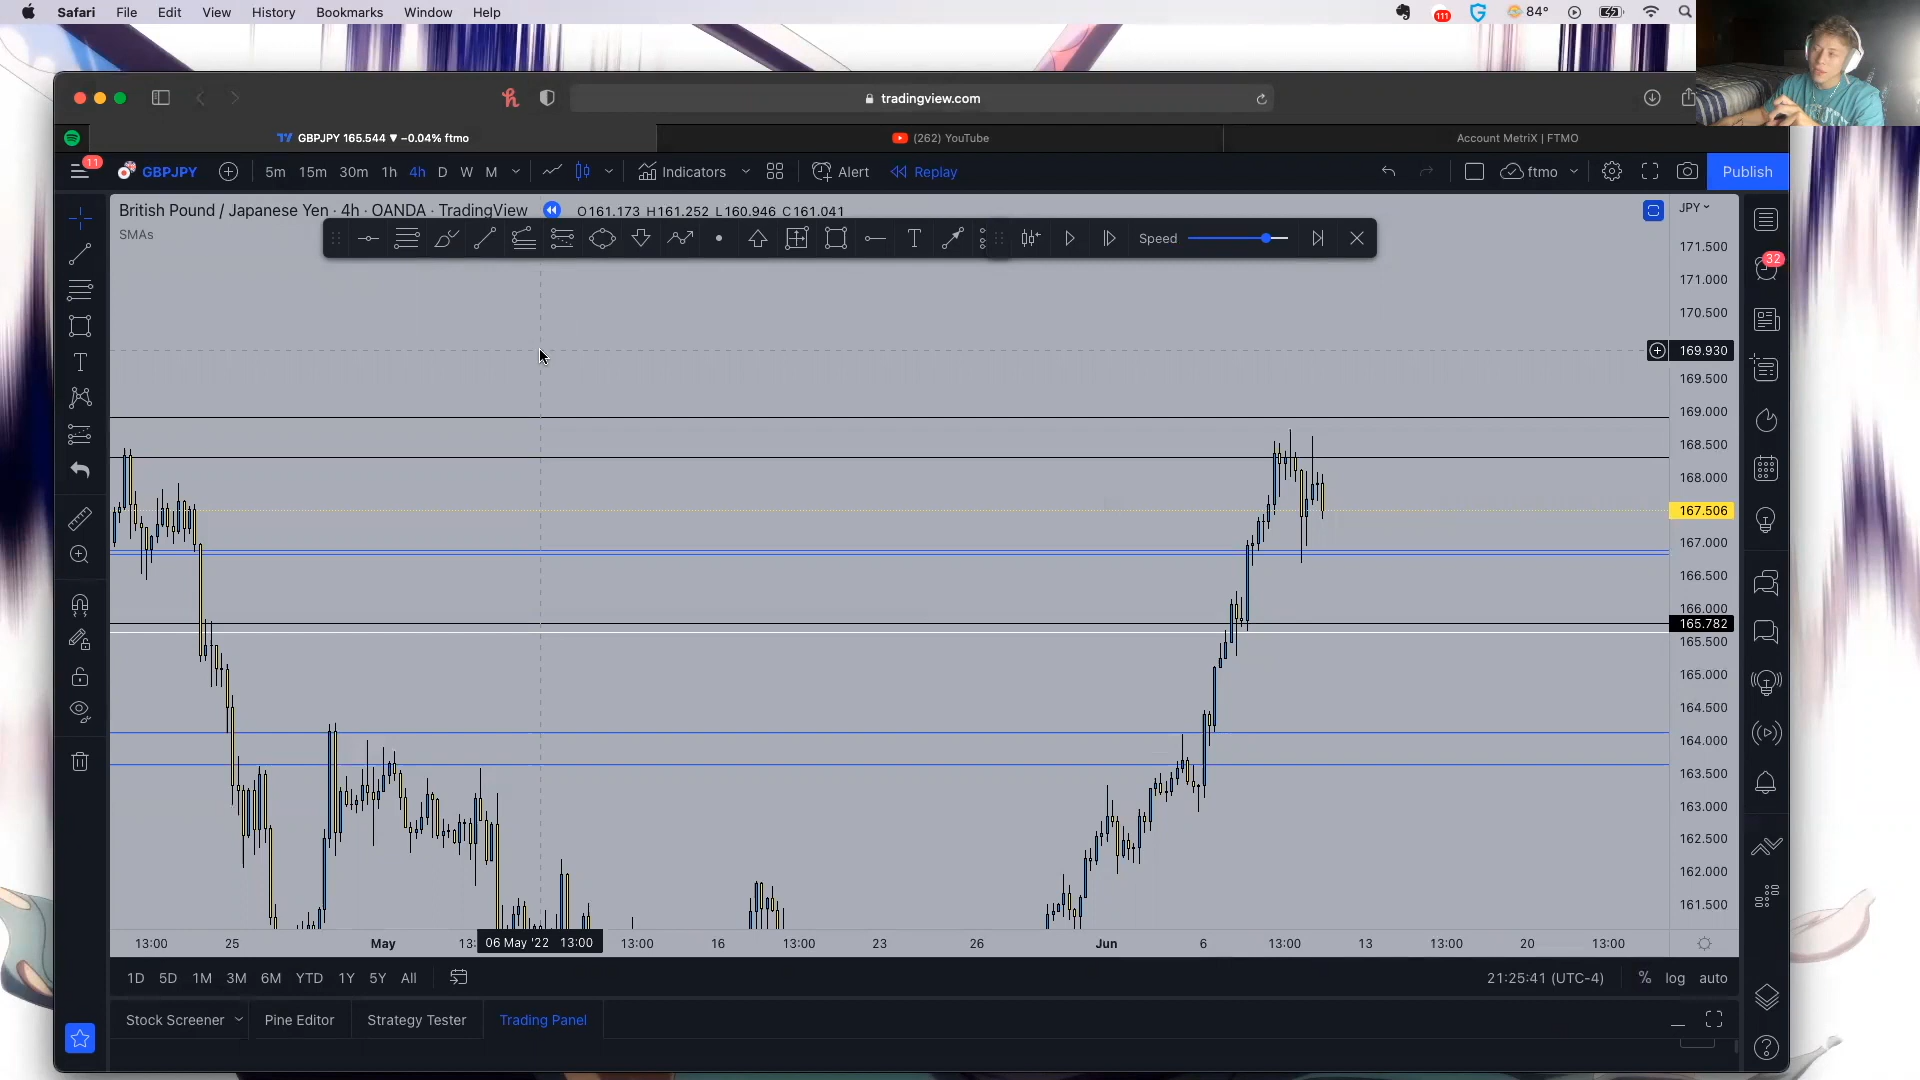 Safari File Edit View History Bookmarks Window Help
111 84°
tradingview.com
GBPJPY 165.544 ▼ −0.04% ftmo
(262) YouTube
Account MetriX | FTMO
11 GBPJPY 5m 15m 30m 1h 4h D W M Indicators Alert Replay ftmo Publish
British Pound / Japanese Yen · 4h · OANDA · TradingView O161.173 H161.252 L160.946 C161.041
JPY
SMAs
Speed
171.500
32
171.000
170.500
169.930
169.500
169.000
168.500
168.000
167.506
167.000
166.500
166.000
165.782
165.500
165.000
164.500
164.000
163.500
163.000
162.500
162.000
161.500
13:00 25 May 13: 06 May '22 13:00 13:00 16 13:00 23 26 Jun 6 13:00 13 13:00 20 13:00
1D 5D 1M 3M 6M YTD 1Y 5Y All 21:25:41 (UTC-4) % log auto
Stock Screener Pine Editor Strategy Tester Trading Panel